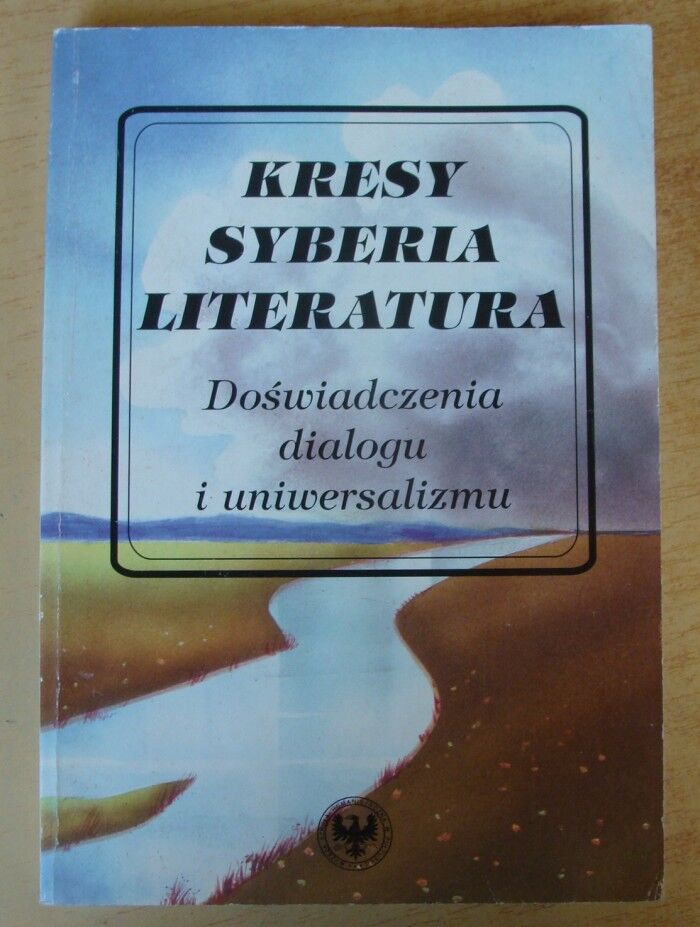 KRESY
SYBERIA
LITERATURA
Doświadczenia
dialogu
i uniwersalizmu